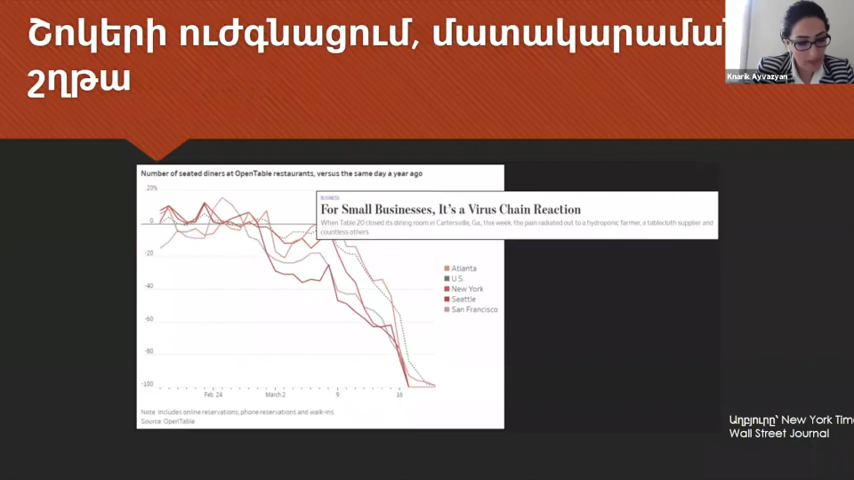 Շոկերի ուժգնացում, մատակարարման
շղթա
Knarik Ayvazyan
Number of seated diners at OpenTable restaurants, versus the same day a year ago
20%
0
-20
-40
-60
-80
-100
Feb 24
March 2
9
16
BUSINESS
For Small Businesses, It's a Virus Chain Reaction
When Table 20 closed its dining room in Cartersville, Ga., this week, the pain radiated out to a hydroponic farmer, a tablecloth supplier and
countless others
Atlanta
U.S.
New York
Seattle
San Francisco
Note: Includes online reservations, phone reservations and walk-ins.
Source: OpenTable
Աղբյուրը՝ New York Tim
Wall Street Journal